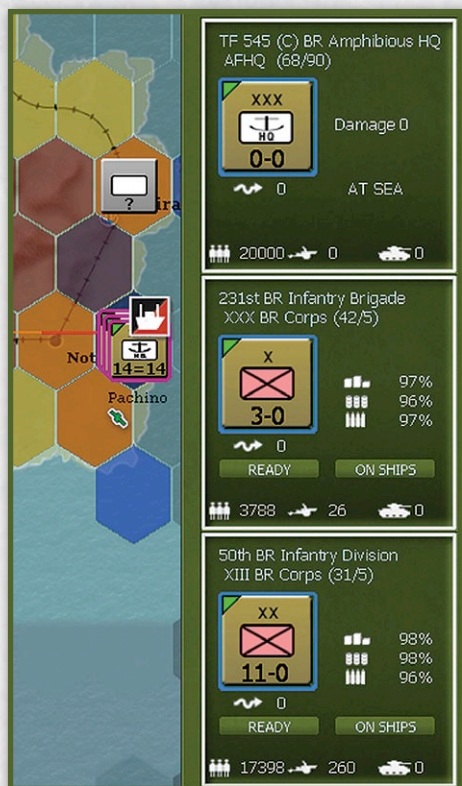 ira
?
Not
14=14
Pachino
TF 545 (C) BR Amphibious HQ
AFHQ (68/90)
XXX
HQ
0-0
Damage 0
0
AT SEA
20000 0 0
231st BR Infantry Brigade
XXX BR Corps (42/5)
X
3-0
97%
96%
97%
0
READY ON SHIPS
3788 26 0
50th BR Infantry Division
XIII BR Corps (31/5)
XX
11-0
98%
98%
96%
0
READY ON SHIPS
17398 260 0